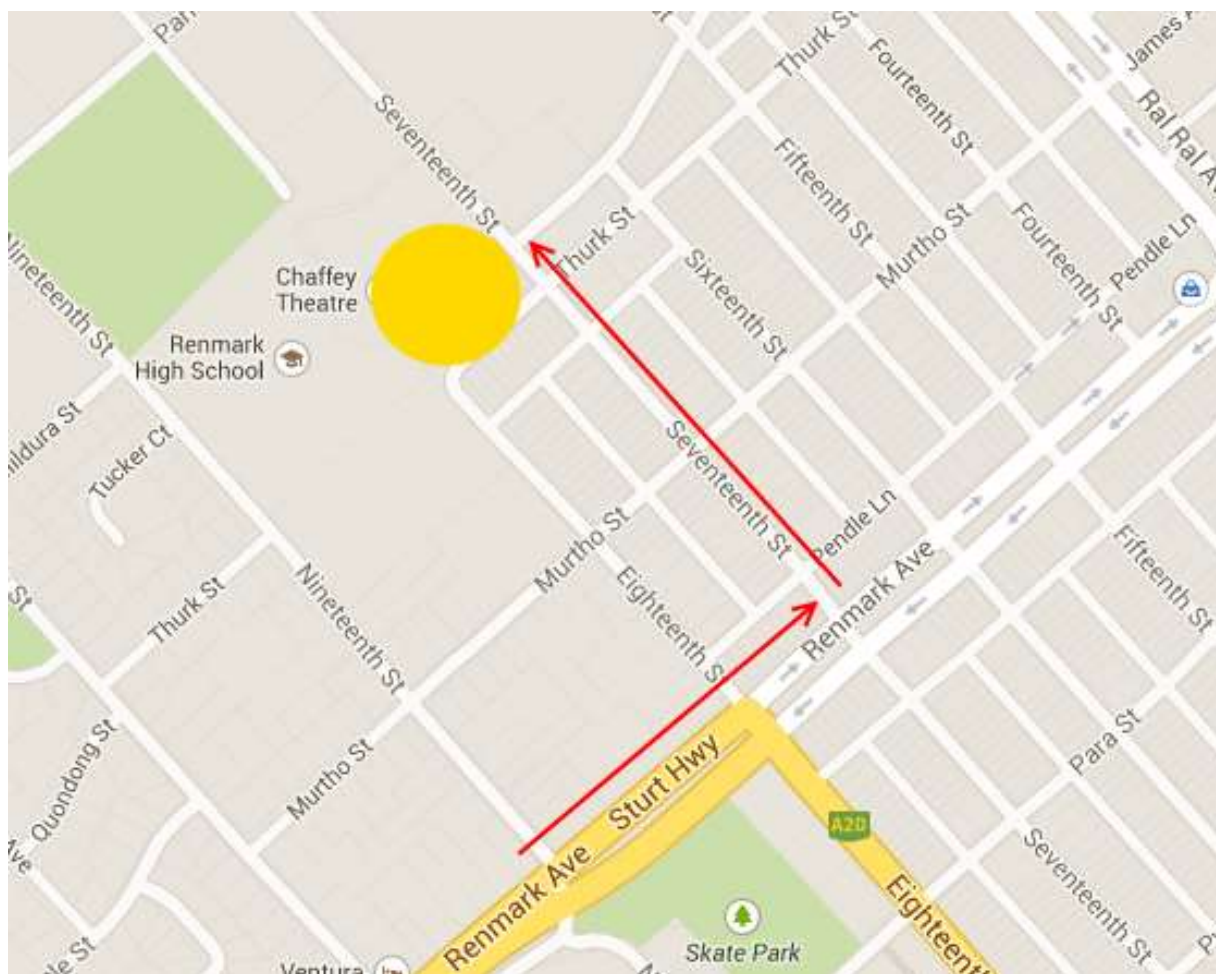 Thurk St
Fourteenth St
James
Ral Ral Av
Seventeenth St
Fifteenth St
Murtho St
Fourteenth St
Pendle Ln
Nineteenth St
Chaffey
Theatre
Thurk St
Sixteenth St
Renmark
High School
Tucker Ct
Seventeenth St
Pendle Ln
Murtho St
Eighteenth S
Renmark Ave
Fifteenth St
St
Thurk St
Nineteenth St
Quondong St
Murtho St
Sturt Hwy
Para St
A20
Ave
Renmark Ave
Eighteenth
Seventeenth St
Skate Park
Ventura